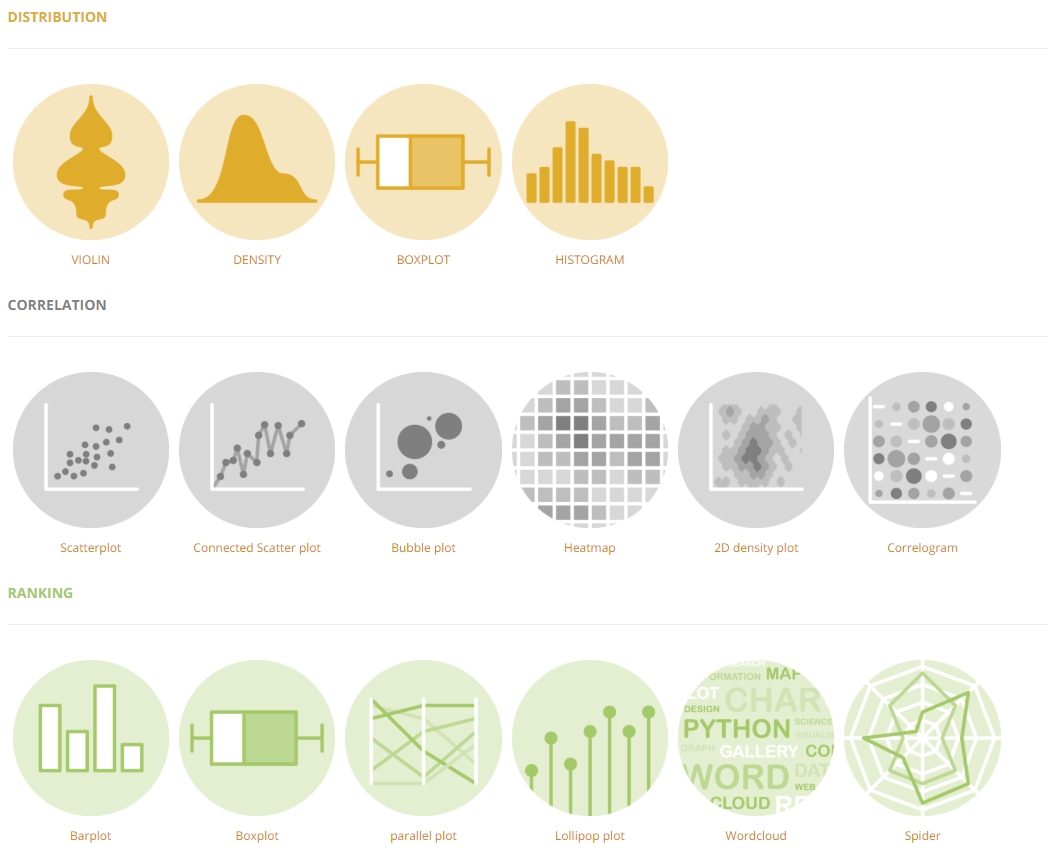 DISTRIBUTION
VIOLIN
DENSITY
BOXPLOT
HISTOGRAM
CORRELATION
Scatterplot
Connected Scatter plot
Bubble plot
Heatmap
2D density plot
Correlogram
RANKING
ORMATION MAP
LOT CHAR
DESIGN
PYTHON SCIENCE
VISUALIS
GRAPH GALLERY CO
WORD DAT
WEB
CLOUD
Barplot
Boxplot
parallel plot
Lollipop plot
Wordcloud
Spider